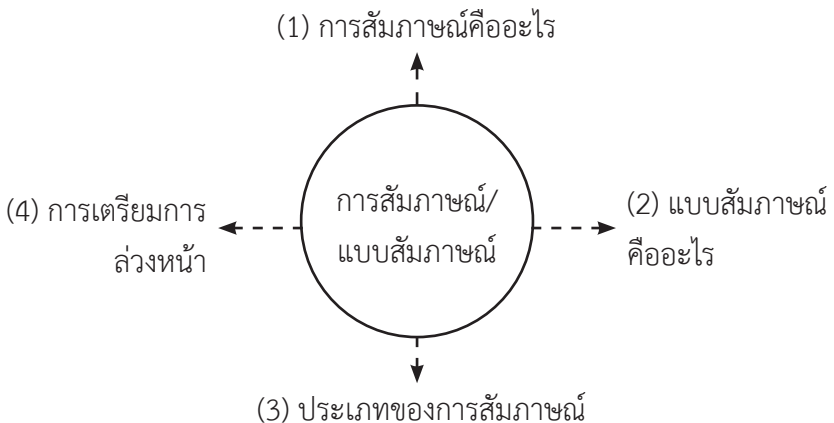 (1) การสัมภาษณ์คืออะไร
(4) การเตรียมการ
ล่วงหน้า
การสัมภาษณ์/
แบบสัมภาษณ์
(2) แบบสัมภาษณ์
คืออะไร
(3) ประเภทของการสัมภาษณ์